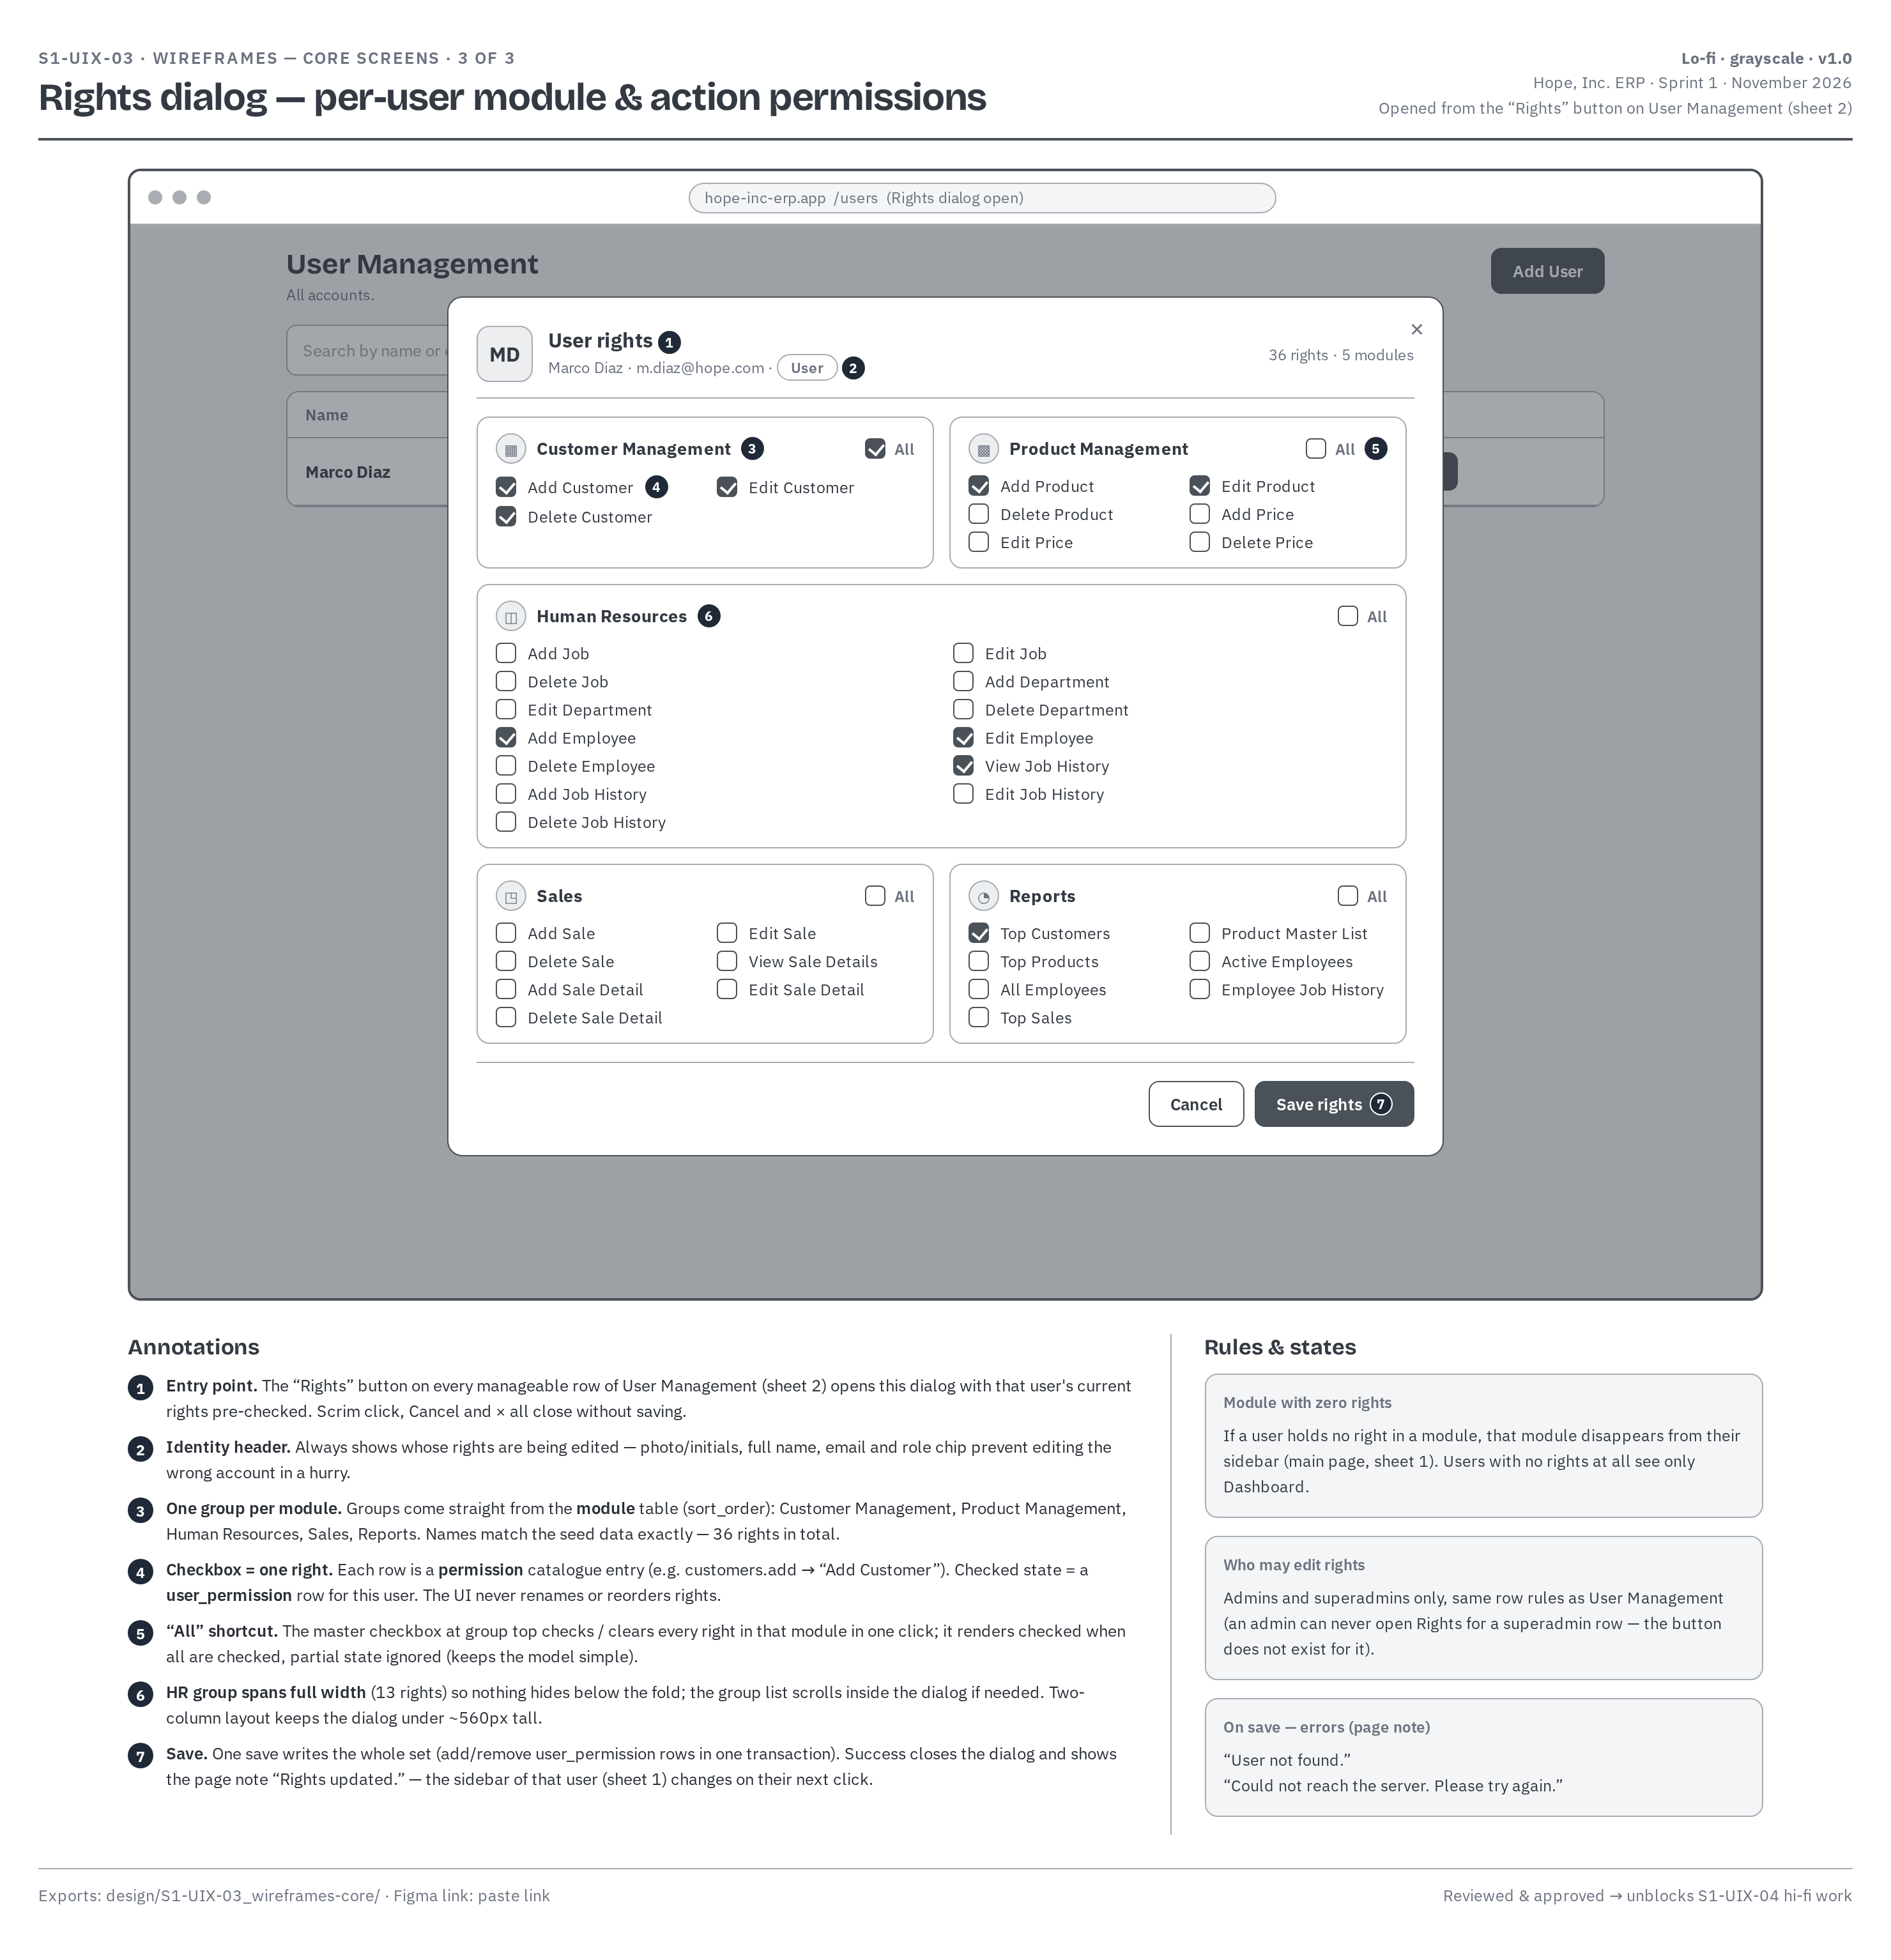 S1-UIX-03 · WIREFRAMES — CORE SCREENS · 3 OF 3
Rights dialog — per-user module & action permissions
Lo-fi · grayscale · v1.0
Hope, Inc. ERP · Sprint 1 · November 2026
Opened from the “Rights” button on User Management (sheet 2)
hope-inc-erp.app /users (Rights dialog open)
User Management
All accounts.
Add User
Search by name or
Name
Marco Diaz
×
MD
User rights 1
Marco Diaz · m.diaz@hope.com · User 2
36 rights · 5 modules
Customer Management 3
All
Add Customer 4
Edit Customer
Delete Customer
Product Management
All 5
Add Product
Edit Product
Delete Product
Add Price
Edit Price
Delete Price
Human Resources 6
All
Add Job
Edit Job
Delete Job
Add Department
Edit Department
Delete Department
Add Employee
Edit Employee
Delete Employee
View Job History
Add Job History
Edit Job History
Delete Job History
Sales
All
Add Sale
Edit Sale
Delete Sale
View Sale Details
Add Sale Detail
Edit Sale Detail
Delete Sale Detail
Reports
All
Top Customers
Product Master List
Top Products
Active Employees
All Employees
Employee Job History
Top Sales
Cancel
Save rights 7
Annotations
1 Entry point. The “Rights” button on every manageable row of User Management (sheet 2) opens this dialog with that user's current
rights pre-checked. Scrim click, Cancel and × all close without saving.
2 Identity header. Always shows whose rights are being edited — photo/initials, full name, email and role chip prevent editing the
wrong account in a hurry.
3 One group per module. Groups come straight from the module table (sort_order): Customer Management, Product Management,
Human Resources, Sales, Reports. Names match the seed data exactly — 36 rights in total.
4 Checkbox = one right. Each row is a permission catalogue entry (e.g. customers.add → “Add Customer”). Checked state = a
user_permission row for this user. The UI never renames or reorders rights.
5 “All” shortcut. The master checkbox at group top checks / clears every right in that module in one click; it renders checked when
all are checked, partial state ignored (keeps the model simple).
6 HR group spans full width (13 rights) so nothing hides below the fold; the group list scrolls inside the dialog if needed. Two-
column layout keeps the dialog under ~560px tall.
7 Save. One save writes the whole set (add/remove user_permission rows in one transaction). Success closes the dialog and shows
the page note “Rights updated.” — the sidebar of that user (sheet 1) changes on their next click.
Rules & states
Module with zero rights
If a user holds no right in a module, that module disappears from their
sidebar (main page, sheet 1). Users with no rights at all see only
Dashboard.
Who may edit rights
Admins and superadmins only, same row rules as User Management
(an admin can never open Rights for a superadmin row — the button
does not exist for it).
On save — errors (page note)
“User not found.”
“Could not reach the server. Please try again.”
Exports: design/S1-UIX-03_wireframes-core/ · Figma link: paste link
Reviewed & approved → unblocks S1-UIX-04 hi-fi work